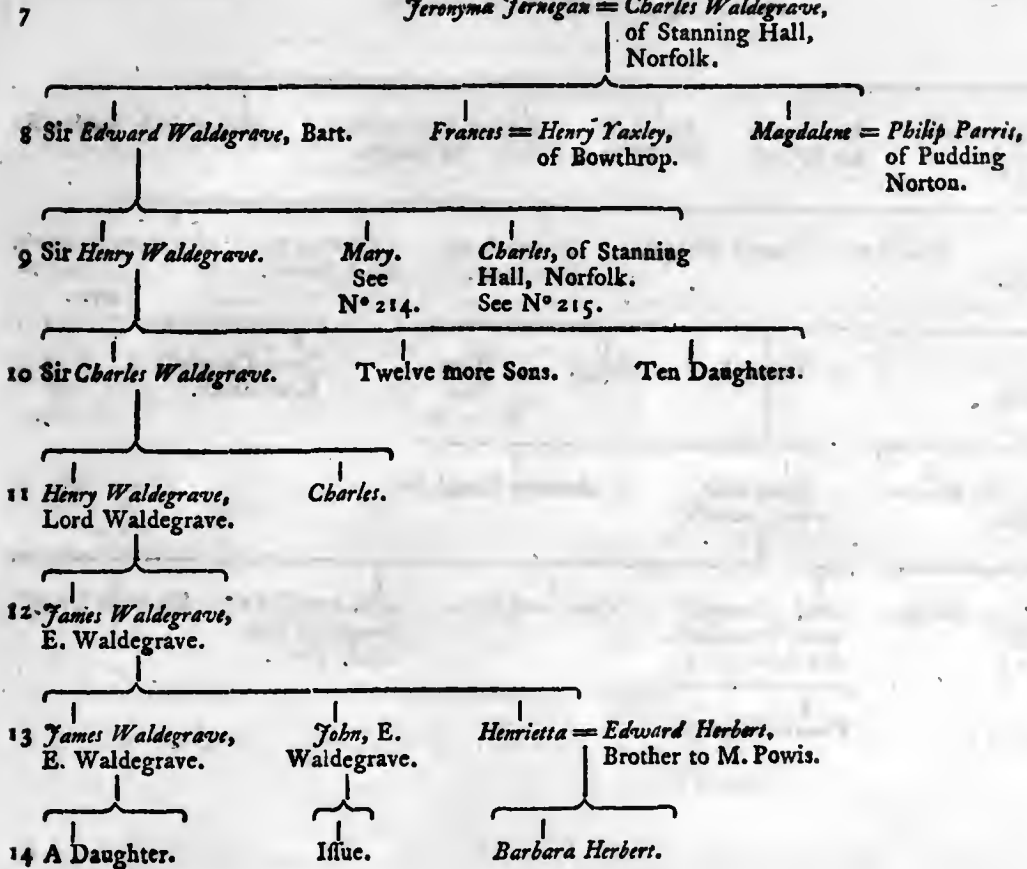 7 Jeronyma Jernegan = Charles Waldegrave,
of Stanning Hall,
Norfolk.
8 Sir Edward Waldegrave, Bart. Frances = Henry Yaxley, Magdalene = Philip Parris,
of Bowthrop. of Pudding
Norton.
9 Sir Henry Waldegrave. Mary. Charles, of Stanning
See Hall, Norfolk.
No 214. See No 215.
10 Sir Charles Waldegrave. Twelve more Sons. Ten Daughters.
11 Henry Waldegrave, Charles.
Lord Waldegrave.
12 James Waldegrave,
E. Waldegrave.
13 James Waldegrave, John, E. Henrietta = Edward Herbert,
E. Waldegrave. Waldegrave. Brother to M. Powis.
14 A Daughter. Iſſue. Barbara Herbert.